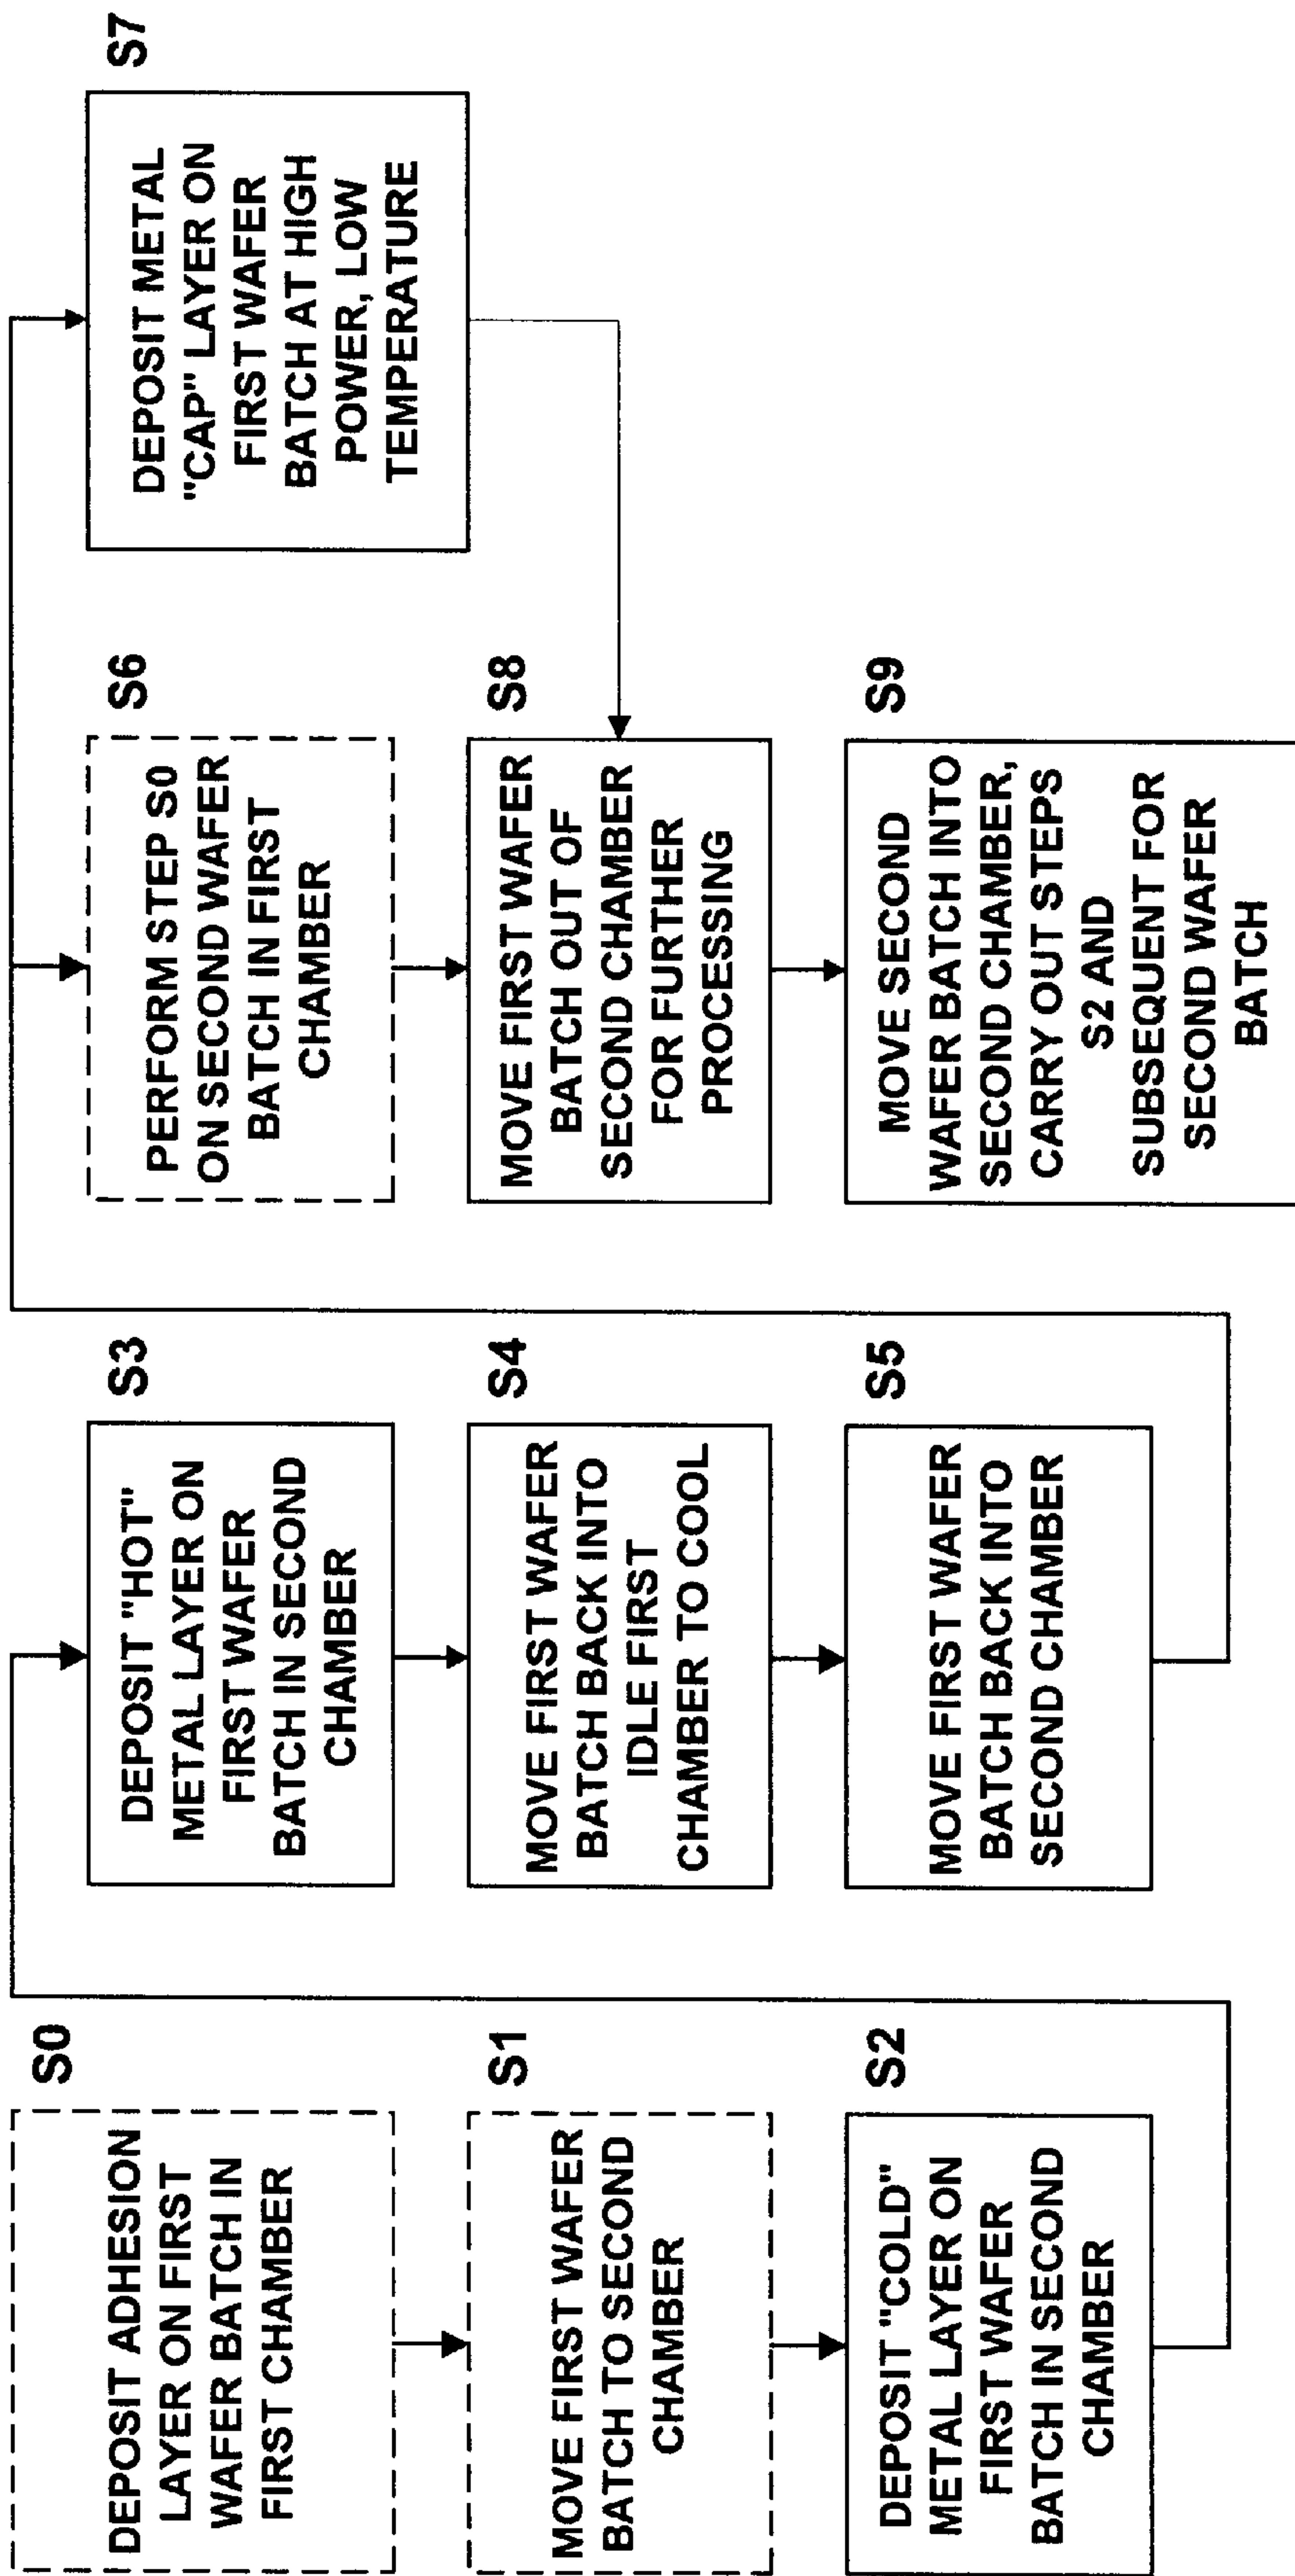 S0
DEPOSIT ADHESION
LAYER ON FIRST
WAFER BATCH IN
FIRST CHAMBER
S1
MOVE FIRST WAFER
BATCH TO SECOND
CHAMBER
S2
DEPOSIT "COLD"
METAL LAYER ON
FIRST WAFER
BATCH IN SECOND
CHAMBER
S3
DEPOSIT "HOT"
METAL LAYER ON
FIRST WAFER
BATCH IN SECOND
CHAMBER
S4
MOVE FIRST WAFER
BATCH BACK INTO
IDLE FIRST
CHAMBER TO COOL
S5
MOVE FIRST WAFER
BATCH BACK INTO
SECOND CHAMBER
S6
PERFORM STEP S0
ON SECOND WAFER
BATCH IN FIRST
CHAMBER
S7
DEPOSIT METAL
"CAP" LAYER ON
FIRST WAFER
BATCH AT HIGH
POWER, LOW
TEMPERATURE
S8
MOVE FIRST WAFER
BATCH OUT OF
SECOND CHAMBER
FOR FURTHER
PROCESSING
S9
MOVE SECOND
WAFER BATCH INTO
SECOND CHAMBER,
CARRY OUT STEPS
S2 AND
SUBSEQUENT FOR
SECOND WAFER
BATCH